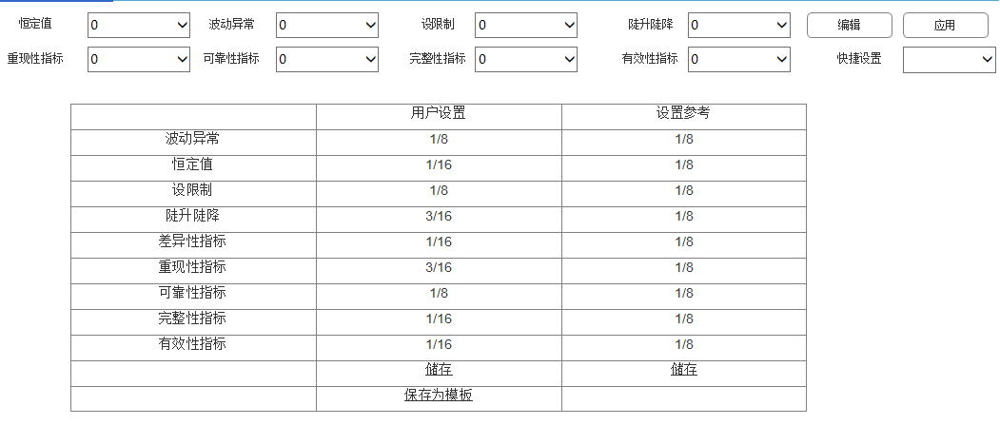 恒定值 0 波动异常 0 设限制 0 陡升陡降 0 编辑 应用
重现性指标 0 可靠性指标 0 完整性指标 0 有效性指标 0 快捷设置
用户设置 设置参考
波动异常 1/8 1/8
恒定值 1/16 1/8
设限制 1/8 1/8
陡升陡降 3/16 1/8
差异性指标 1/16 1/8
重现性指标 3/16 1/8
可靠性指标 1/8 1/8
完整性指标 1/16 1/8
有效性指标 1/16 1/8
储存 储存
保存为模板